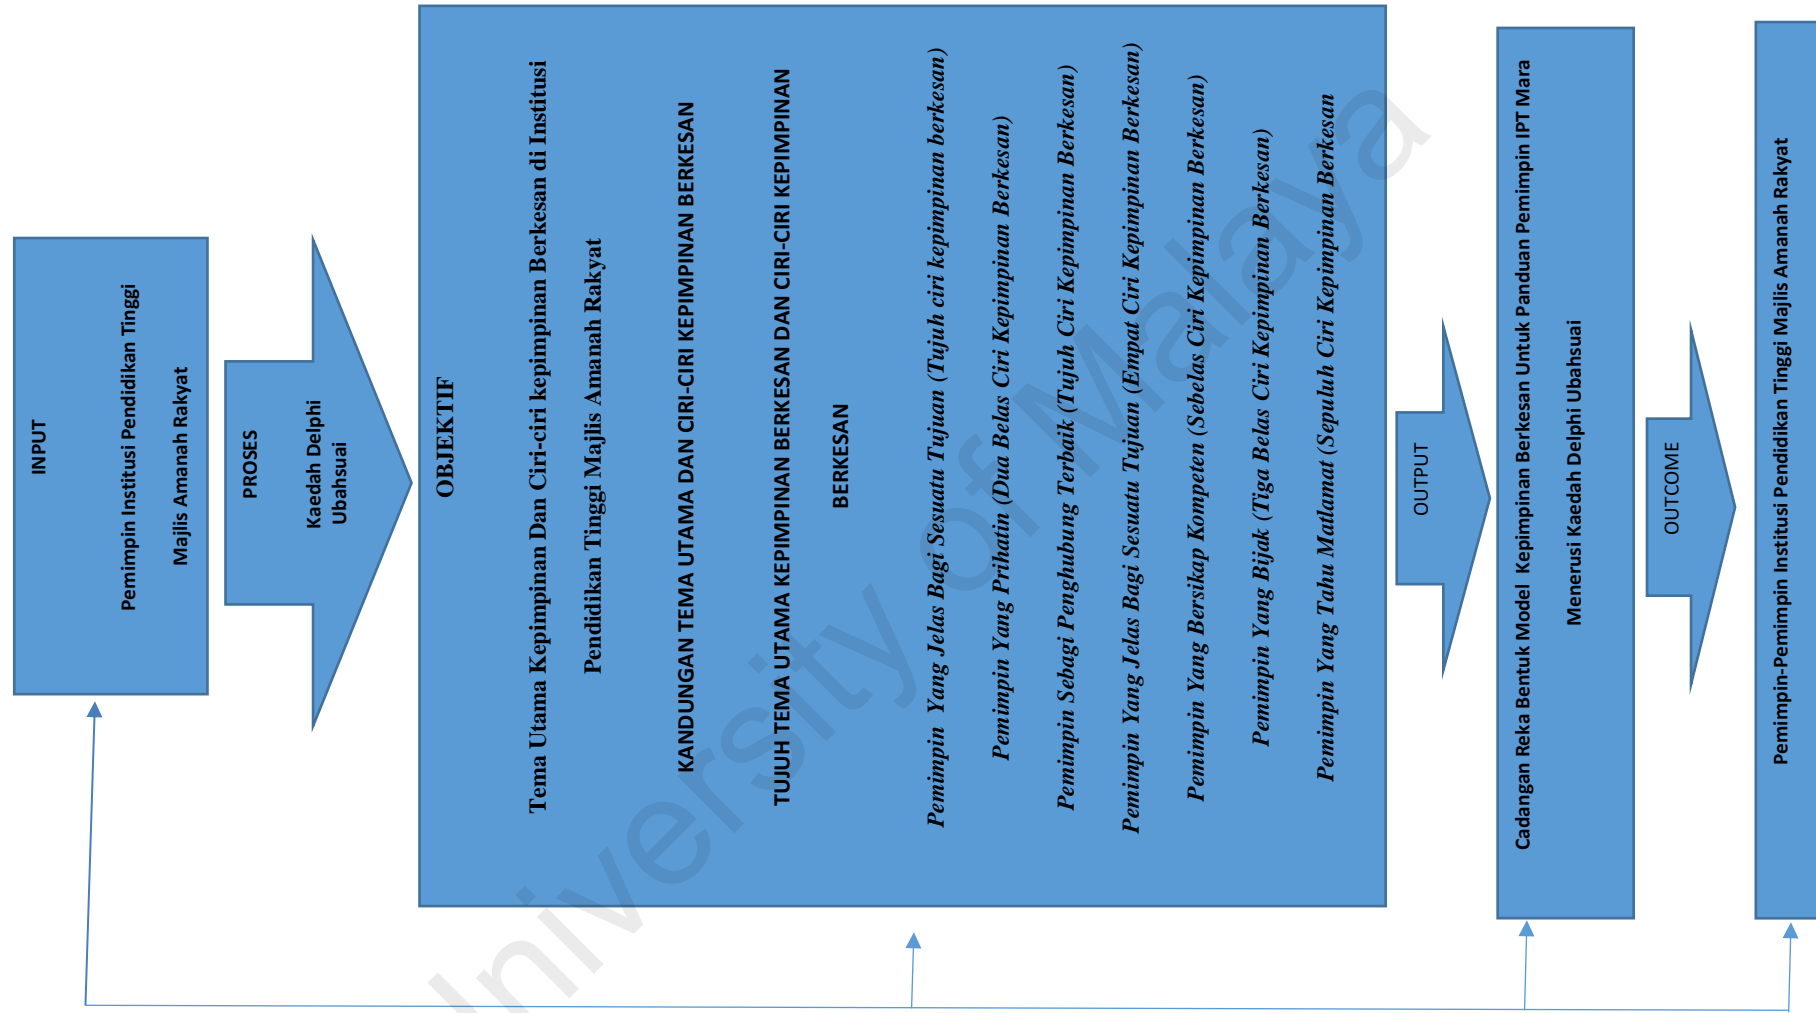 INPUT
Pemimpin Institusi Pendidikan Tinggi
Majlis Amanah Rakyat
PROSES
Kaedah Delphi
Ubahsuai
OBJEKTIF
Tema Utama Kepimpinan Dan Ciri-ciri kepimpinan Berkesan di Institusi
Pendidikan Tinggi Majlis Amanah Rakyat
KANDUNGAN TEMA UTAMA DAN CIRI-CIRI KEPIMPINAN BERKESAN
TUJUH TEMA UTAMA KEPIMPINAN BERKESAN DAN CIRI-CIRI KEPIMPINAN
BERKESAN
Pemimpin Yang Jelas Bagi Sesuatu Tujuan (Tujuh ciri kepimpinan berkesan)
Pemimpin Yang Prihatin (Dua Belas Ciri Kepimpinan Berkesan)
Pemimpin Sebagi Penghubung Terbaik (Tujuh Ciri Kepimpinan Berkesan)
Pemimpin Yang Jelas Bagi Sesuatu Tujuan (Empat Ciri Kepimpinan Berkesan)
Pemimpin Yang Bersikap Kompeten (Sebelas Ciri Kepimpinan Berkesan)
Pemimpin Yang Bijak (Tiga Belas Ciri Kepimpinan Berkesan)
Pemimpin Yang Tahu Matlamat (Sepuluh Ciri Kepimpinan Berkesan
OUTPUT
Cadangan Reka Bentuk Model Kepimpinan Berkesan Untuk Panduan Pemimpin IPT Mara
Menerusi Kaedah Delphi Ubahsuai
OUTCOME
Pemimpin-Pemimpin Institusi Pendidikan Tinggi Majlis Amanah Rakyat
University of Malaya